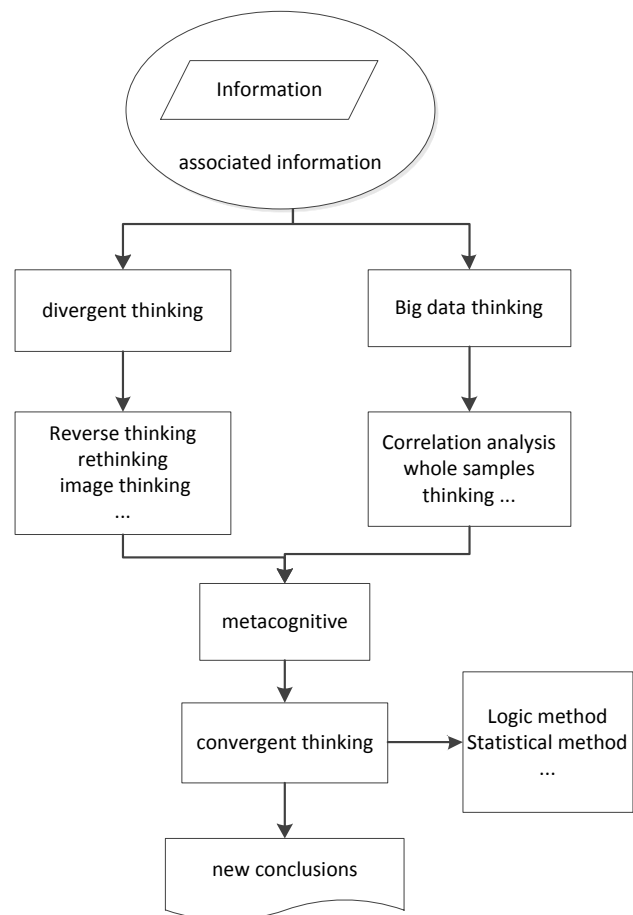 Information
associated information
divergent thinking
Big data thinking
Reverse thinking
rethinking
image thinking
...
Correlation analysis
whole samples
thinking ...
metacognitive
convergent thinking
Logic method
Statistical method
...
new conclusions